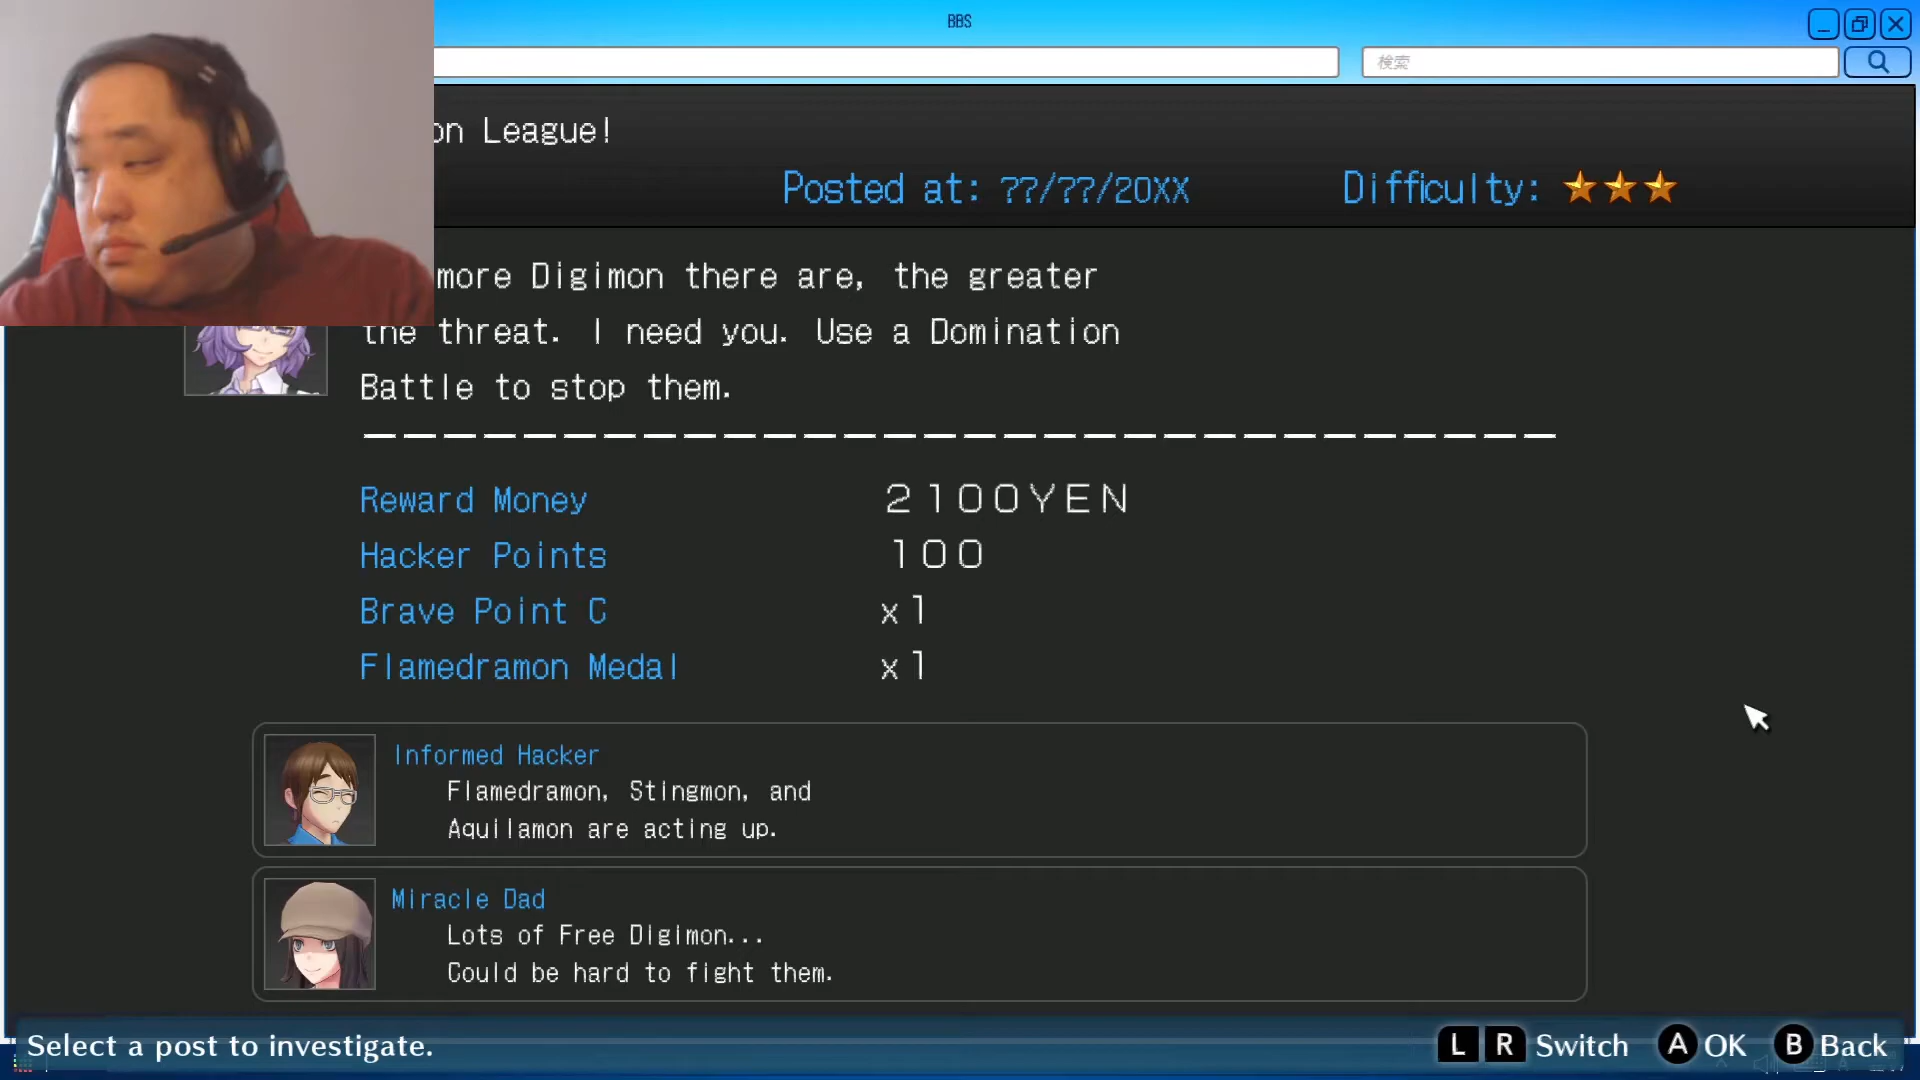 BBS
検索
on League!
Posted at: ??/??/20XX
Difficulty:
more Digimon there are, the greater
the threat. I need you. Use a Domination
Battle to stop them.
Reward Money 2100YEN
Hacker Points 100
Brave Point C x1
Flamedramon Medal x1
Informed Hacker
Flamedramon, Stingmon, and
Aquilamon are acting up.
Miracle Dad
Lots of Free Digimon...
Could be hard to fight them.
Select a post to investigate.
L R Switch A OK B Back